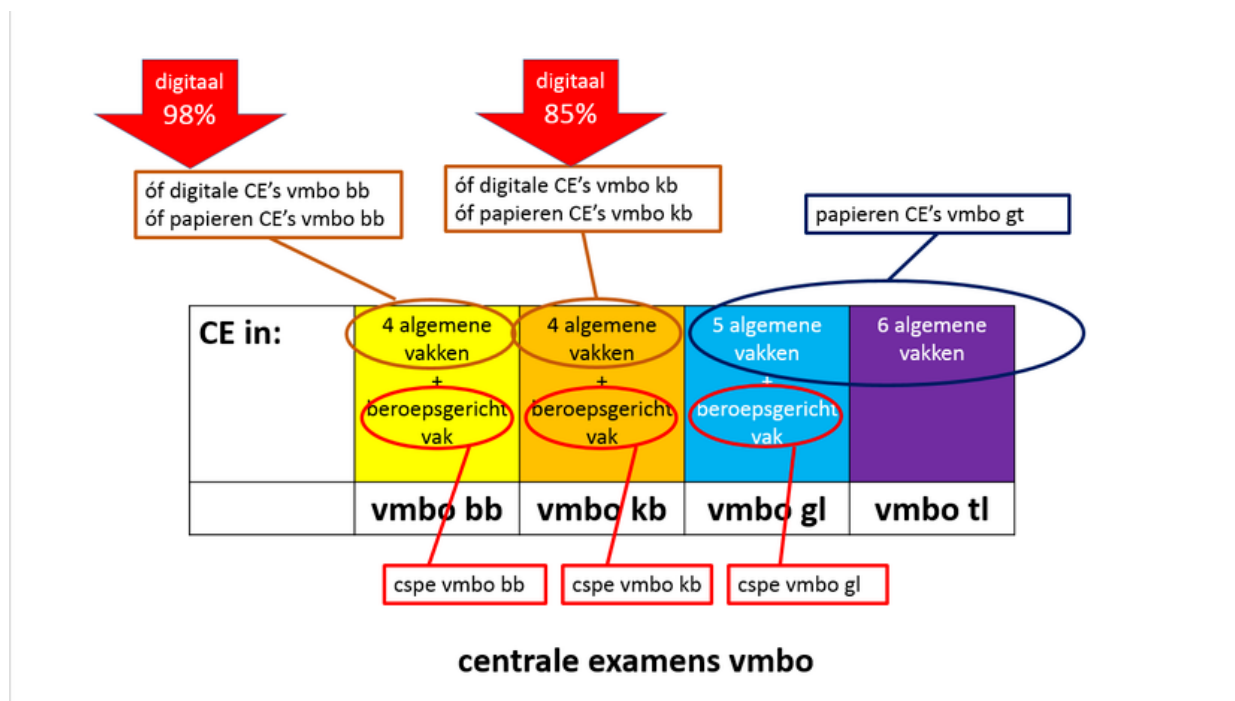 digitaal
98%
digitaal
85%
óf digitale CE's vmbo bb
óf papieren CE's vmbo bb
óf digitale CE's vmbo kb
óf papieren CE's vmbo kb
papieren CE's vmbo gt
CE in:
4 algemene
vakken
+
beroepsgericht
vak
4 algemene
vakken
+
beroepsgericht
vak
5 algemene
vakken
+
beroepsgericht
vak
6 algemene
vakken
vmbo bb
vmbo kb
vmbo gl
vmbo tl
cspe vmbo bb
cspe vmbo kb
cspe vmbo gl
centrale examens vmbo